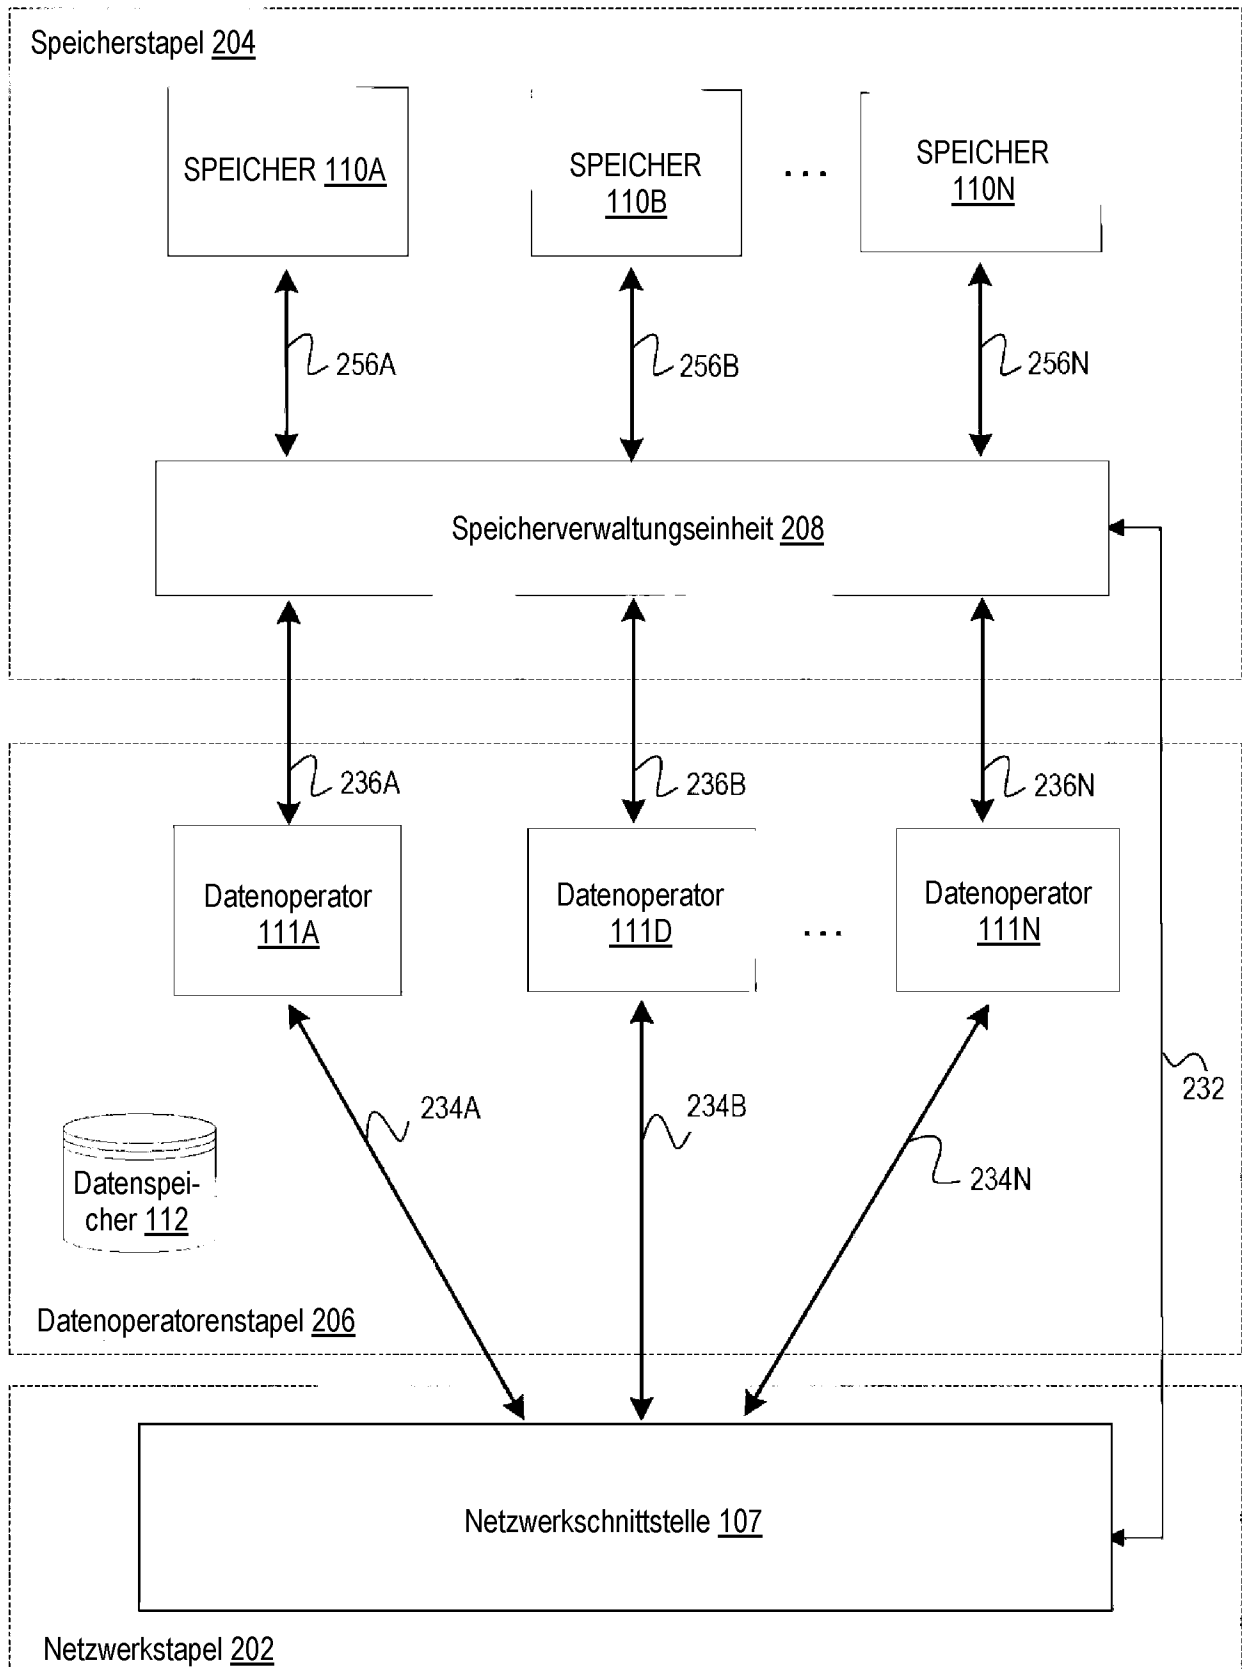 Speicherstapel 204
SPEICHER 110A
SPEICHER
110B
...
SPEICHER
110N
256A
256B
256N
Speicherverwaltungseinheit 208
236A
236B
236N
Datenoperator
111A
Datenoperator
111D
...
Datenoperator
111N
232
234A
234B
234N
Datenspei-
cher 112
Datenoperatorenstapel 206
Netzwerkschnittstelle 107
Netzwerkstapel 202